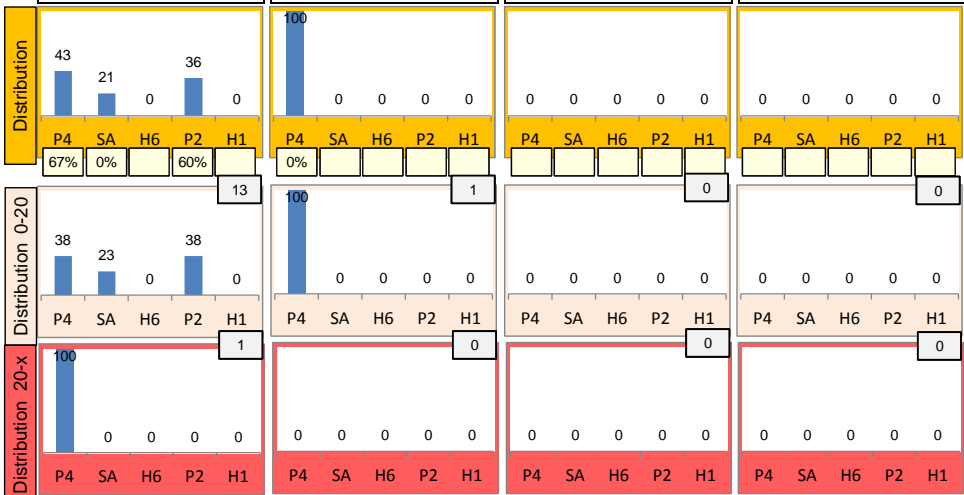 Distribution
100
43 21 0 36 0
0 0 0 0
0 0 0 0 0
0 0 0 0 0
P4 SA H6 P2 H1
P4 SA H6 P2 H1
P4 SA H6 P2 H1
P4 SA H6 P2 H1
67% 0% 60%
0%
13
1
0
0
Distribution 0-20
100
38 23 0 38 0
0 0 0 0
0 0 0 0 0
0 0 0 0 0
P4 SA H6 P2 H1
P4 SA H6 P2 H1
P4 SA H6 P2 H1
P4 SA H6 P2 H1
1
0
0
0
Distribution 20-x
100 0 0 0 0
0 0 0 0 0
0 0 0 0 0
0 0 0 0 0
P4 SA H6 P2 H1
P4 SA H6 P2 H1
P4 SA H6 P2 H1
P4 SA H6 P2 H1